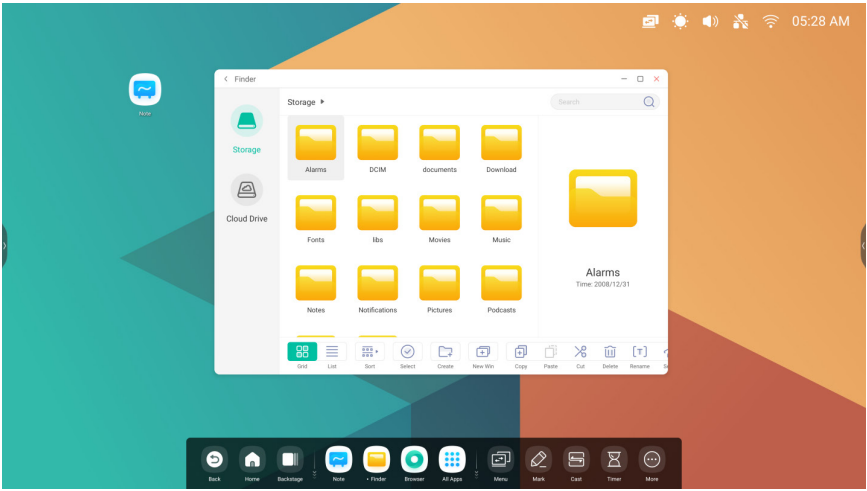 05:28 AM
Note
Finder
Storage
Search
Storage
Cloud Drive
Alarms DCIM documents Download
Fonts libs Movies Music
Notes Notifications Pictures Podcasts
Alarms
Time: 2008/12/31
Grid List Sort Select Create New Win Copy Paste Cut Delete Rename
Back Home Backstage Note • Finder Browser All Apps Menu Mark Cast Timer More